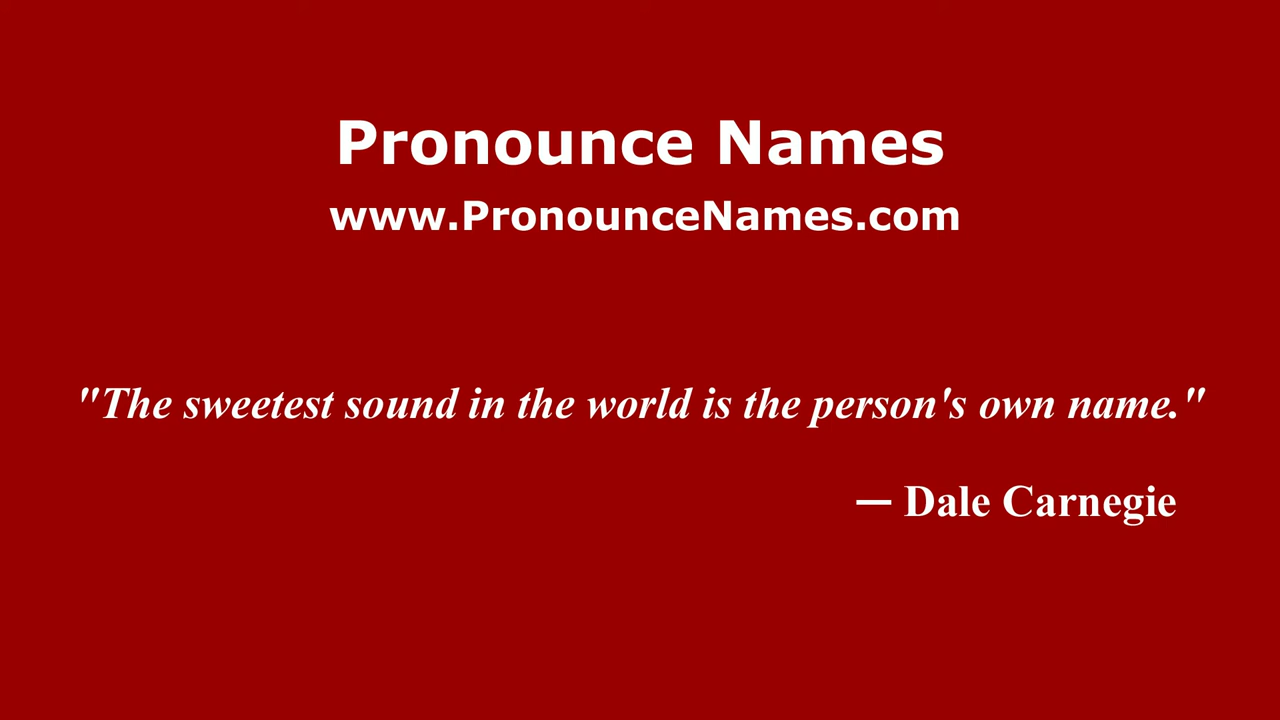 Pronounce Names
www.PronounceNames.com
"The sweetest sound in the world is the person's own name."
— Dale Carnegie